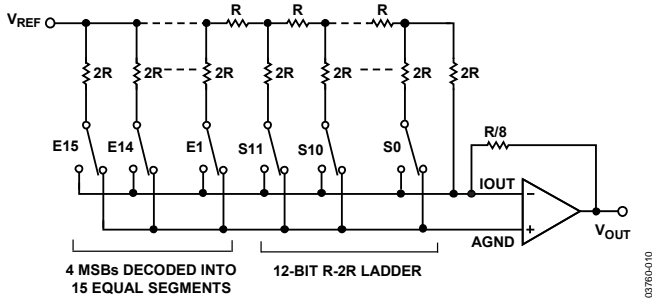 R R R
VREF
2R 2R 2R 2R 2R 2R 2R
R/8
E15 E14 E1 S11 S10 S0
IOUT
–
+
AGND
VOUT
4 MSBs DECODED INTO
15 EQUAL SEGMENTS
12-BIT R-2R LADDER
03760-010